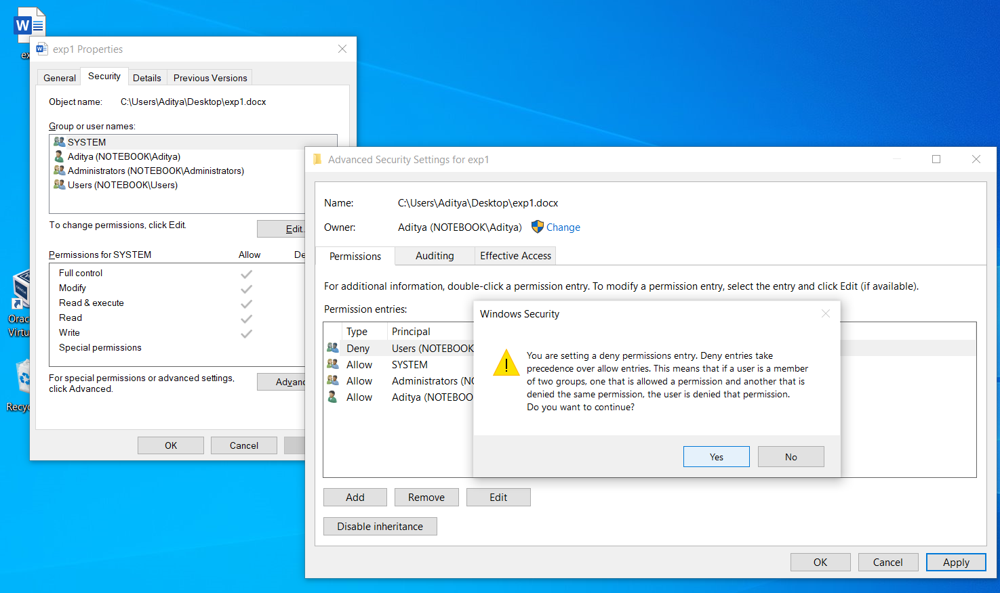 W
ex
exp1 Properties
General
Security
Details
Previous Versions
Object name:
C:\Users\Aditya\Desktop\exp1.docx
Group or user names:
SYSTEM
Aditya (NOTEBOOK\Aditya)
Administrators (NOTEBOOK\Administrators)
Users (NOTEBOOK\Users)
To change permissions, click Edit.
Edit..
Permissions for SYSTEM
Allow
De
Full control
Modify
Read & execute
Read
Write
Special permissions
For special permissions or advanced settings,
click Advanced.
Advanc
OK
Cancel
Orac
Virtu
Recyc
Advanced Security Settings for exp1
Name:
C:\Users\Aditya\Desktop\exp1.docx
Owner:
Aditya (NOTEBOOK\Aditya)
Change
Permissions
Auditing
Effective Access
For additional information, double-click a permission entry. To modify a permission entry, select the entry and click Edit (if available).
Permission entries:
Type
Principal
Deny
Users (NOTEBOOK
Allow
SYSTEM
Allow
Administrators (NO
Allow
Aditya (NOTEBOO
Windows Security
You are setting a deny permissions entry. Deny entries take
precedence over allow entries. This means that if a user is a member
of two groups, one that is allowed a permission and another that is
denied the same permission, the user is denied that permission.
Do you want to continue?
Yes
No
Add
Remove
Edit
Disable inheritance
OK
Cancel
Apply